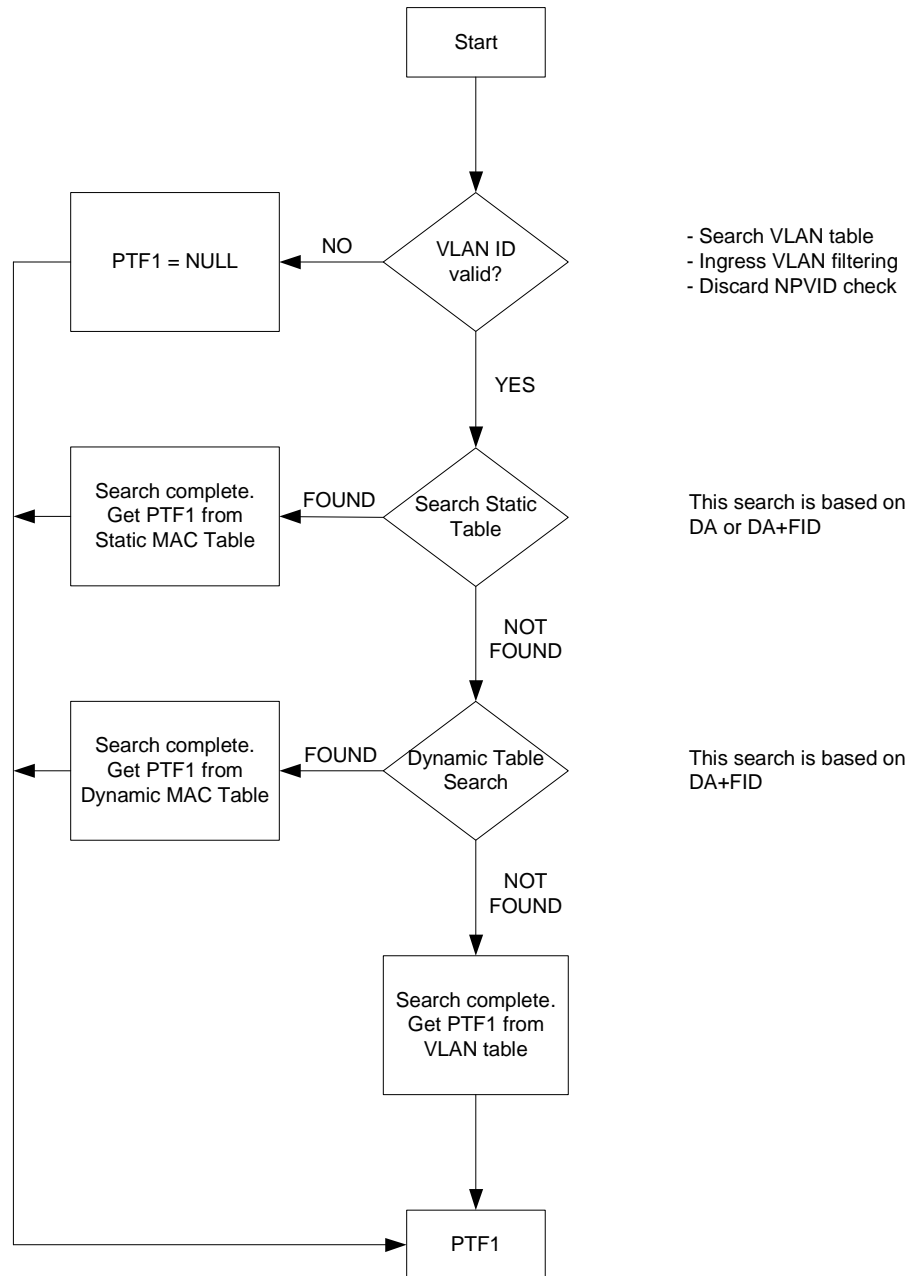 Start
VLAN ID
valid?
NO
PTF1 = NULL
- Search VLAN table
- Ingress VLAN filtering
- Discard NPVID check
YES
Search Static
Table
FOUND
Search complete.
Get PTF1 from
Static MAC Table
This search is based on
DA or DA+FID
NOT
FOUND
Dynamic Table
Search
FOUND
Search complete.
Get PTF1 from
Dynamic MAC Table
This search is based on
DA+FID
NOT
FOUND
Search complete.
Get PTF1 from
VLAN table
PTF1